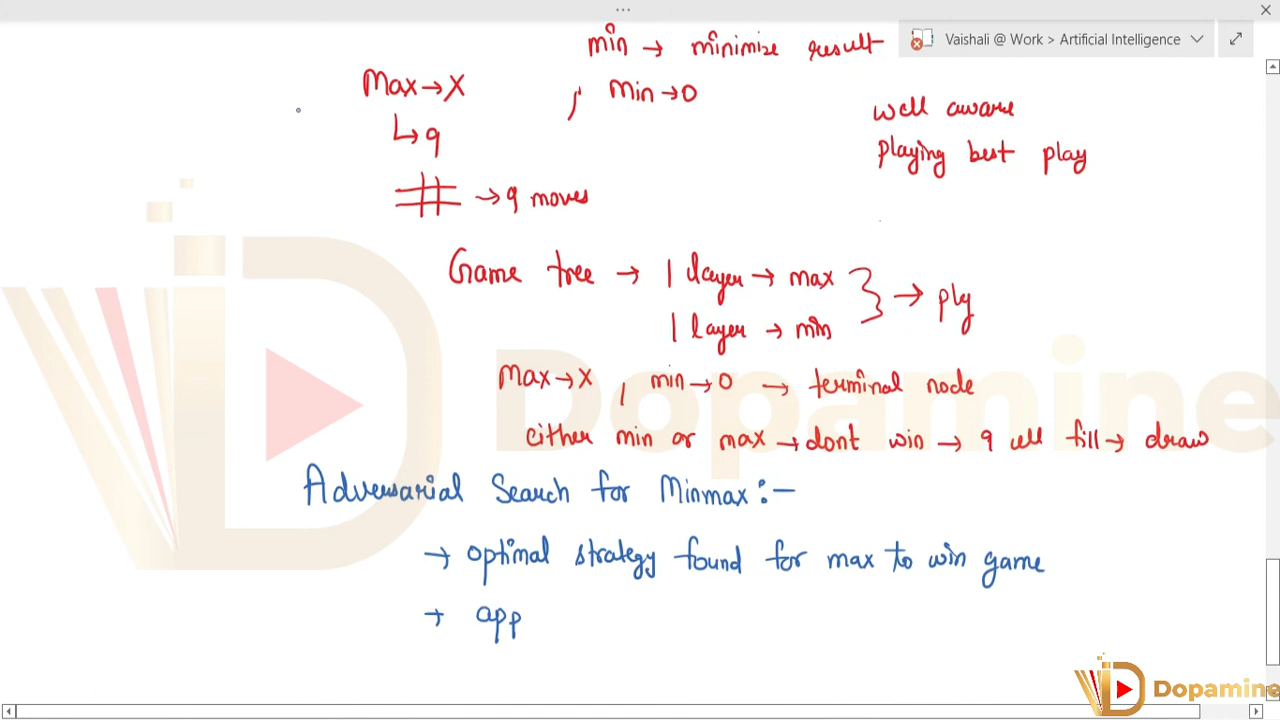 Vaishali @ Work > Artificial Intelligence
min → minimize result
Max → X , min → O
↳ 9
well aware
playing best play
→ 9 moves
Game tree → 1 layer → max
1 layer → min
} → ply
Max → X , min → O → terminal node
either min or max → dont win → 9 cell fill → draw
Adversarial Search for Minmax :-
→ optimal strategy found for max to win game
→ app
Dopamine
Dopamine